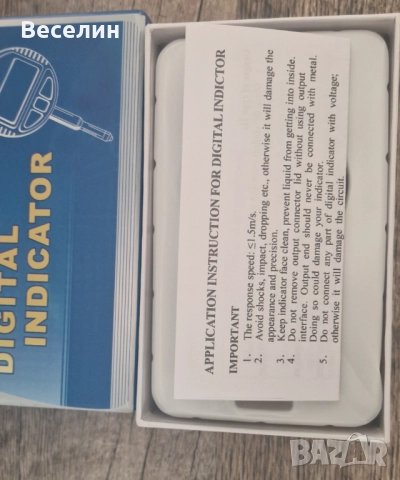 Веселин
DIGITAL
INDICATOR
APPLICATION INSTRUCTION FOR DIGITAL INDICTOR
IMPORTANT
1. The response speed: ≤1.5m/s.
2. Avoid shocks, impact, dropping etc., otherwise it will damage the
appearance and precision.
3. Keep indicator face clean, prevent liquid from getting into inside.
4. Do not remove output connector lid without using output
interface. Output end should never be connected with metal.
Doing so could damage your indicator.
5. Do not connect any part of digital indicator with voltage;
otherwise it will damage the circuit.
BAZAR